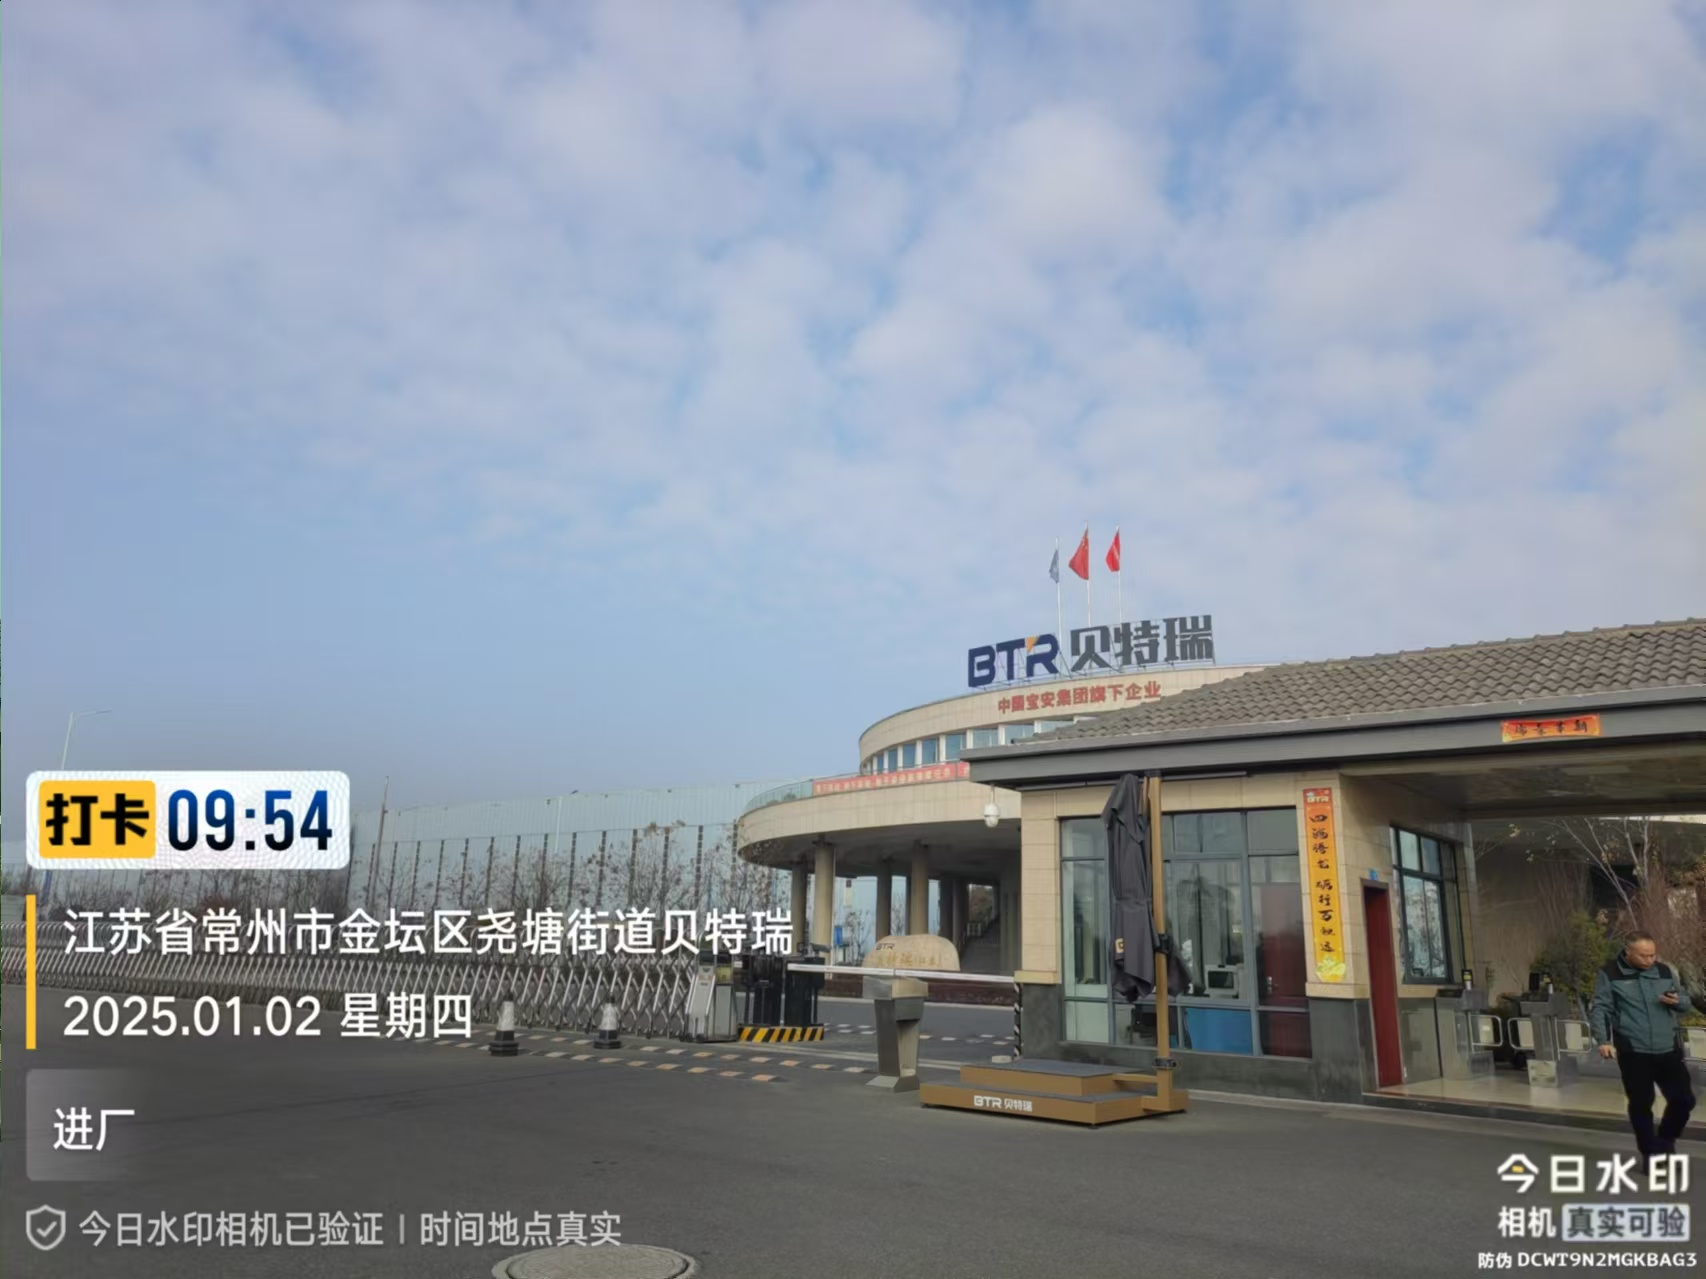 BTR 贝特瑞
中国宝安集团旗下企业
BTR
BTR
BTR 贝特瑞
打卡 09:54
江苏省常州市金坛区尧塘街道贝特瑞
2025.01.02 星期四
进厂
今日水印相机已验证 | 时间地点真实
今日水印
相机 真实可验
防伪 DCWT9N2MGKBAG3